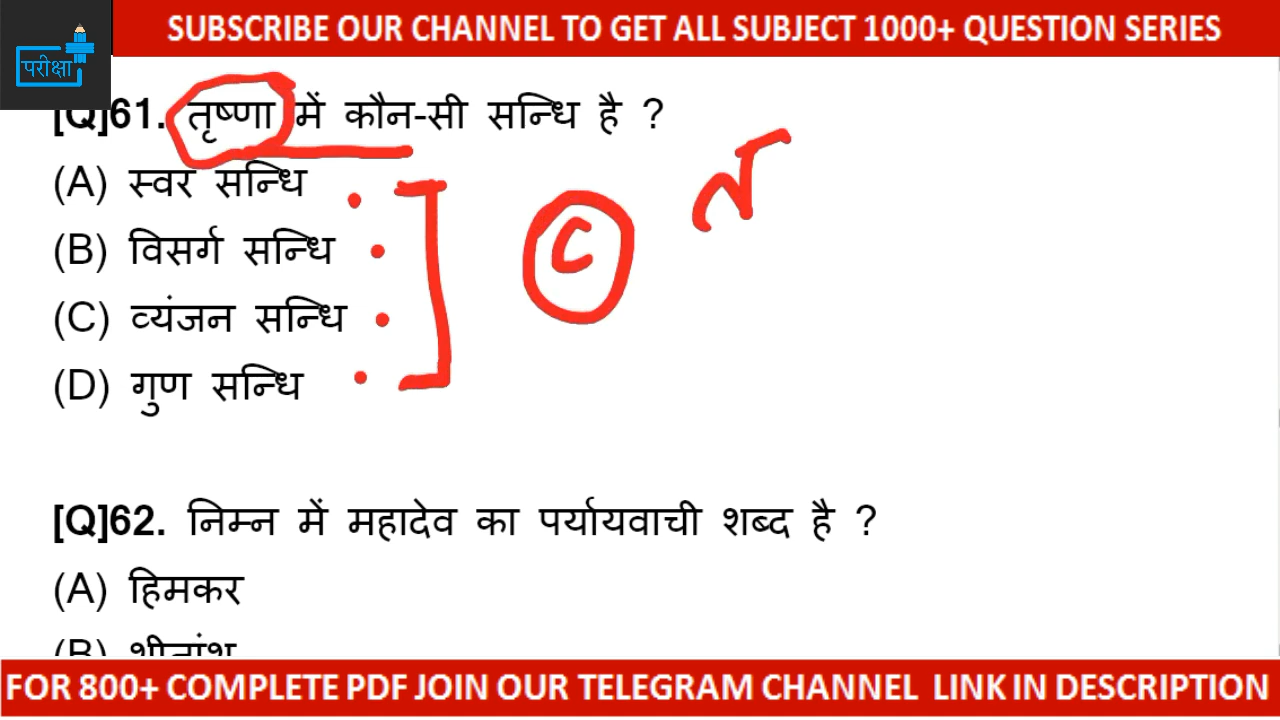 SUBSCRIBE OUR CHANNEL TO GET ALL SUBJECT 1000+ QUESTION SERIES
परीक्षा
[Q]61. तृष्णा में कौन-सी सन्धि है ?
(A) स्वर सन्धि
(B) विसर्ग सन्धि
(C) व्यंजन सन्धि
(D) गुण सन्धि
C
[Q]62. निम्न में महादेव का पर्यायवाची शब्द है ?
(A) हिमकर
(B)
FOR 800+ COMPLETE PDF JOIN OUR TELEGRAM CHANNEL LINK IN DESCRIPTION